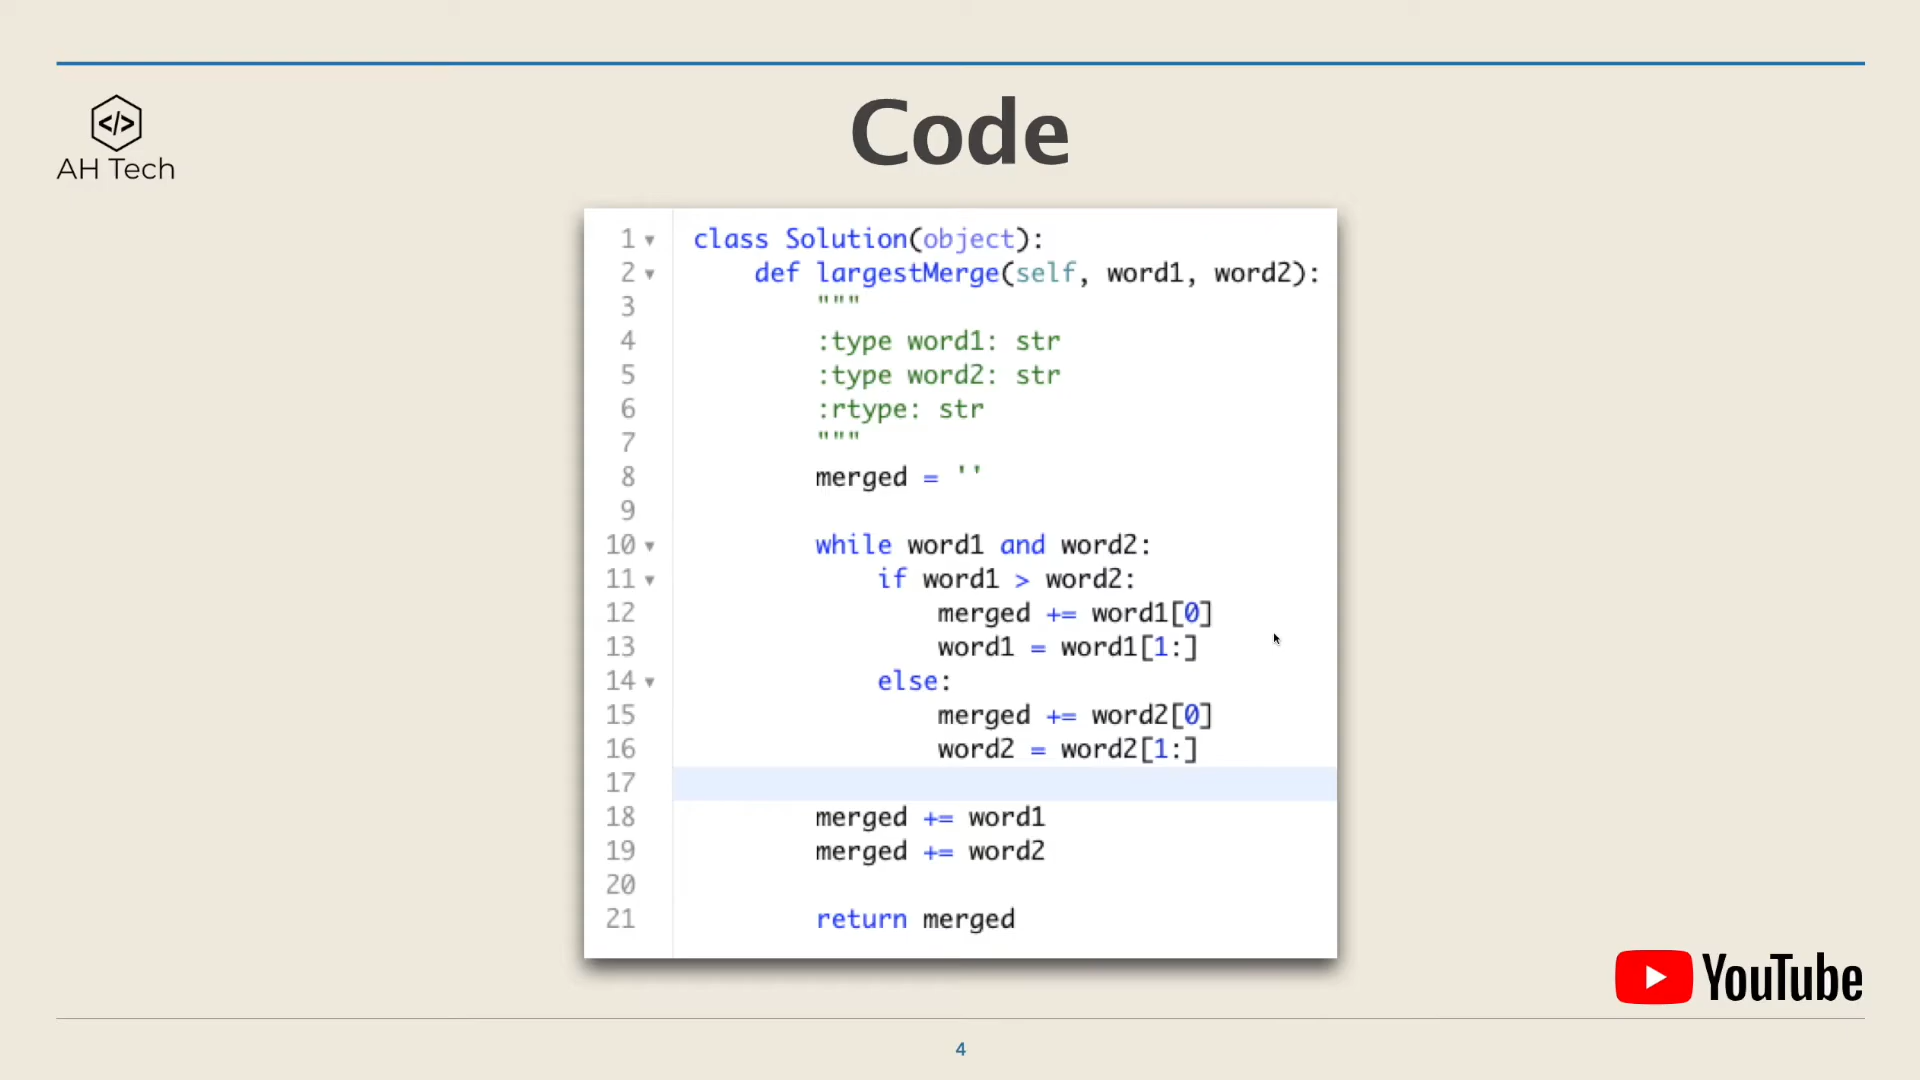 </>
AH Tech
Code
1 class Solution(object):
2     def largestMerge(self, word1, word2):
3         """
4         :type word1: str
5         :type word2: str
6         :rtype: str
7         """
8         merged = ''
9
10         while word1 and word2:
11             if word1 > word2:
12                 merged += word1[0]
13                 word1 = word1[1:]
14             else:
15                 merged += word2[0]
16                 word2 = word2[1:]
17
18         merged += word1
19         merged += word2
20
21         return merged
YouTube
4